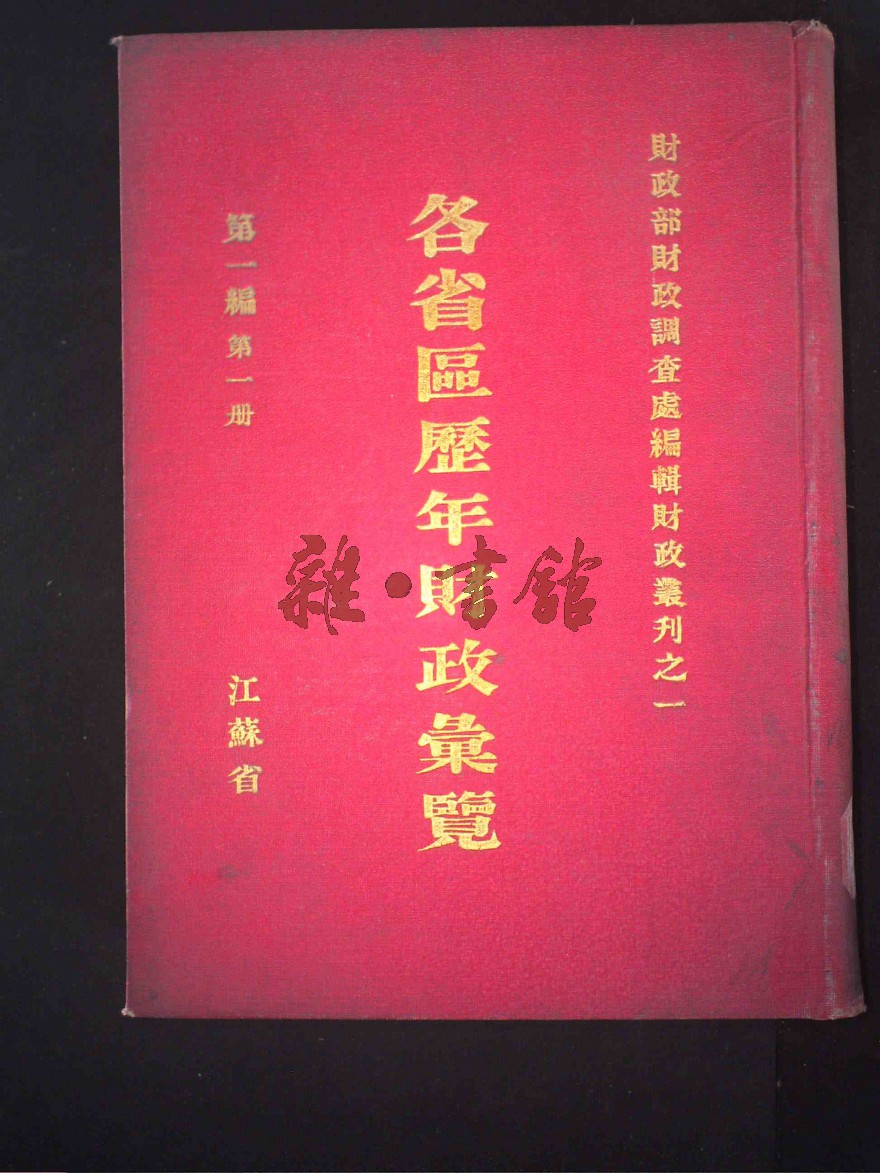 財政部財政調查處編輯財政叢刊之一
各省區歷年財政彙覽
第一編 第一册
江蘇省
雜·書館